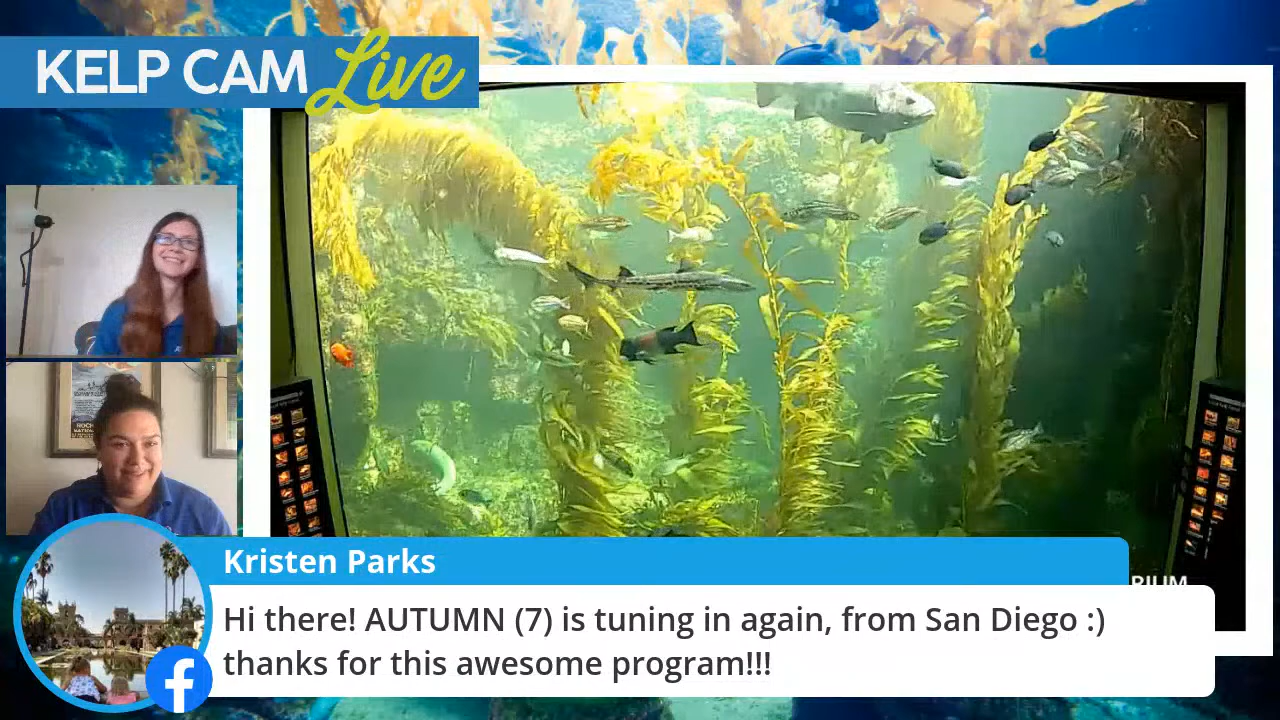 KELP CAM Live
Kristen Parks
Hi there! AUTUMN (7) is tuning in again, from San Diego :)
thanks for this awesome program!!!